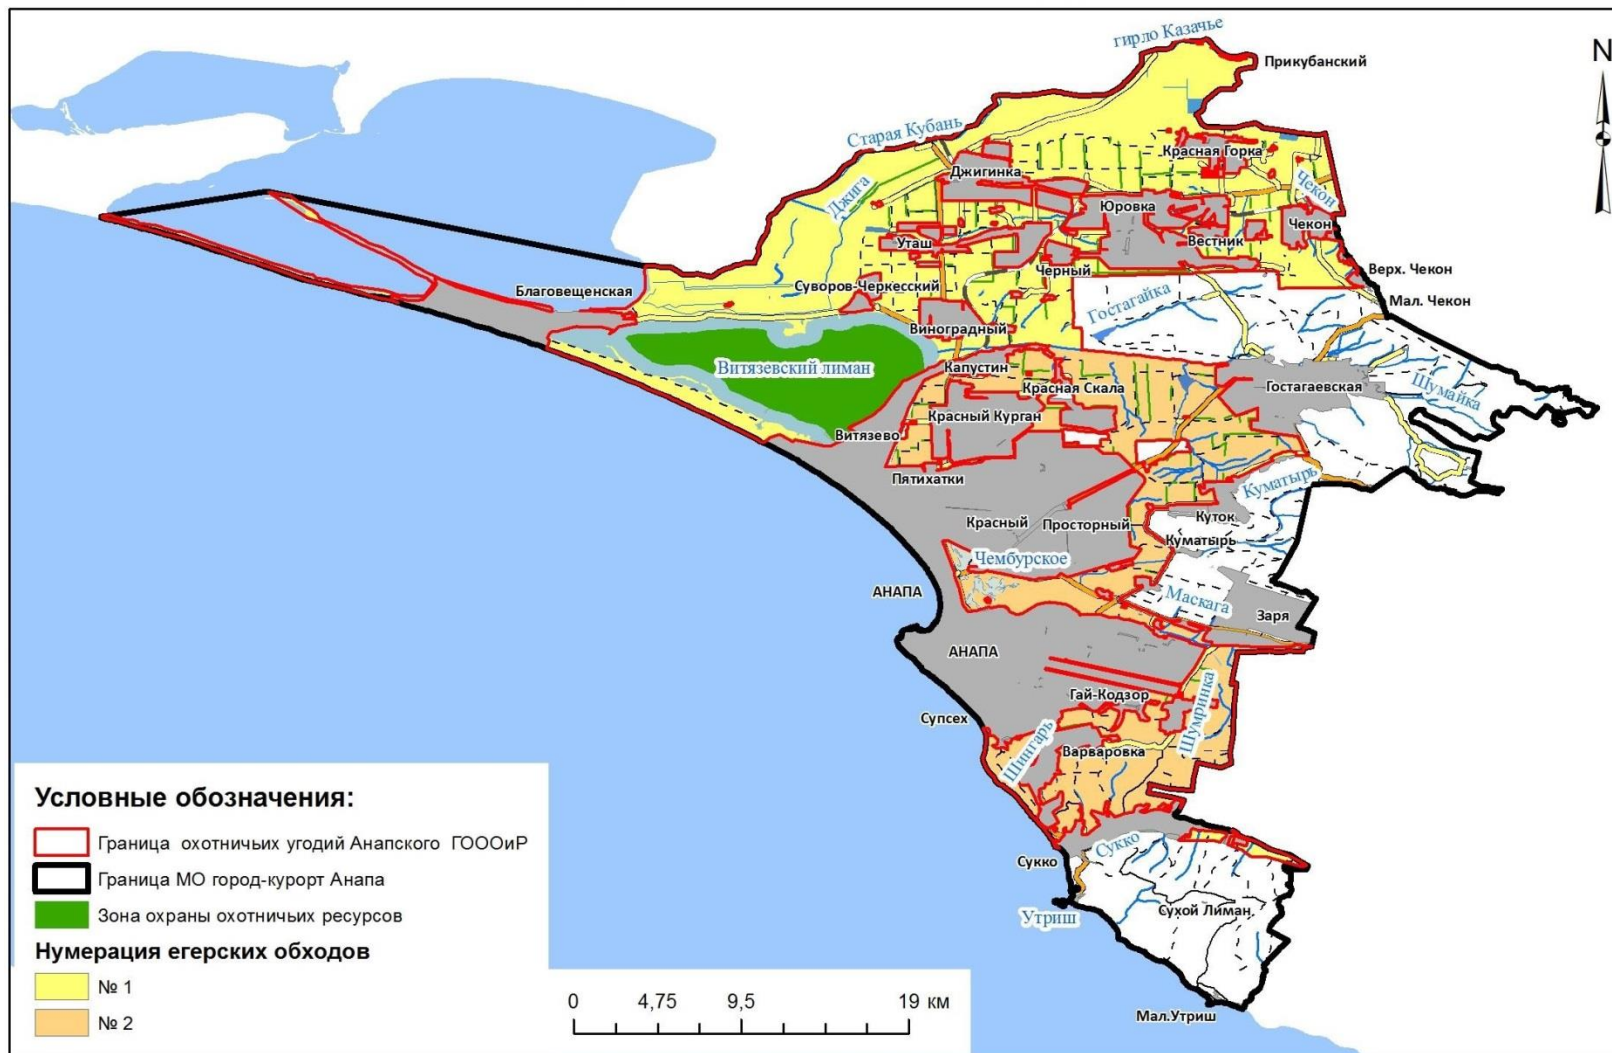 гирло Казачье
Прикубанский
N
Старая Кубань
Красная Горка
Джигинка
Джига
Чекон
Юровка
Уташ
Вестник
Чекон
Черный
Верх. Чекон
Благовещенская
Суворов-Черкесский
Мал. Чекон
Гостагайка
Виноградный
Витязевский лиман
Капустин
Красная Скала
Гостагаевская
Шумайка
Красный Курган
Витязево
Пятихатки
Куматырь
Красный
Просторный
Куток
Куматырь
Чембурское
АНАПА
Маскага
Заря
АНАПА
Гай-Кодзор
Шумринка
Супсех
Шингарь
Варваровка
Сукко
Сукко
Утриш
Сухой Лиман
Мал.Утриш
Условные обозначения:
Граница охотничьих угодий Анапского ГОООиР
Граница МО город-курорт Анапа
Зона охраны охотничьих ресурсов
Нумерация егерских обходов
№ 1
№ 2
0 4,75 9,5 19 км